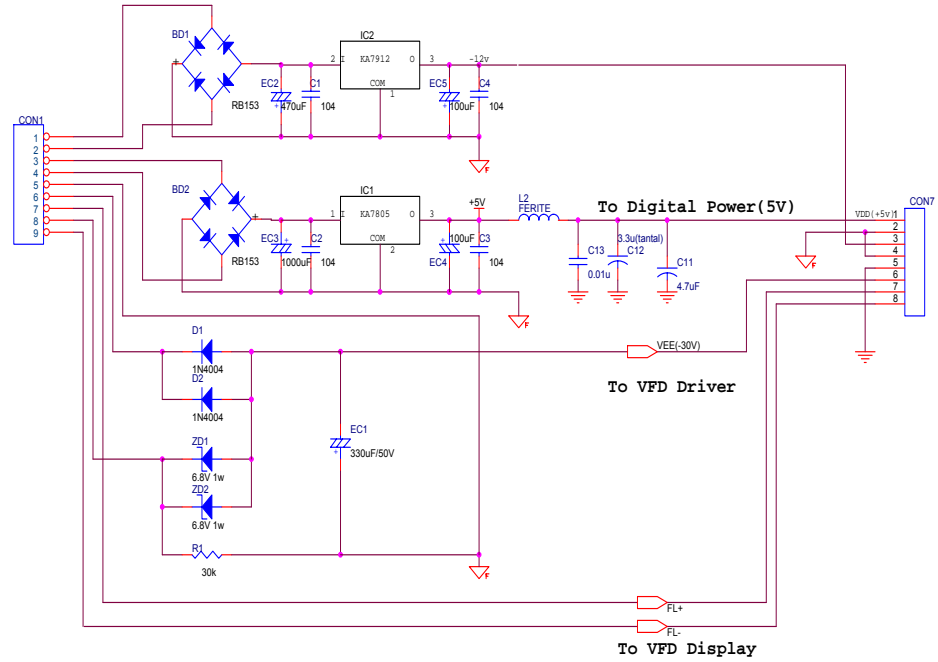 BD1
RB153
IC2
KA7912
I
O
COM
2
3
1
-12v
EC2
470uF
+
C1
104
EC5
100uF
+
C4
104
F
CON1
1
2
3
4
5
6
7
8
9
BD2
RB153
+
+
IC1
KA7805
I
O
COM
1
3
2
+5V
EC3
1000uF
+
C2
104
100uF
+
EC4
C3
104
F
L2
FERITE
To Digital Power(5V)
3.3u(tantal)
C13
0.01u
C12
C11
4.7uF
VDD(+5v)
CON7
1
2
3
4
5
6
7
8
F
D1
1N4004
D2
1N4004
ZD1
6.8V 1w
ZD2
6.8V 1w
R1
30k
EC1
330uF/50V
+
F
VEE(-30V)
To VFD Driver
FL+
FL-
To VFD Display